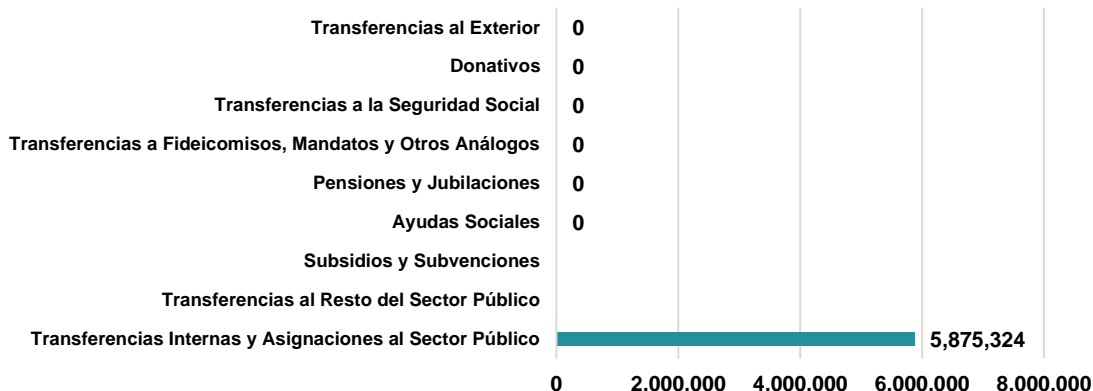 Transferencias al Exterior 0
Donativos 0
Transferencias a la Seguridad Social 0
Transferencias a Fideicomisos, Mandatos y Otros Análogos 0
Pensiones y Jubilaciones 0
Ayudas Sociales 0
Subsidios y Subvenciones
Transferencias al Resto del Sector Público
Transferencias Internas y Asignaciones al Sector Público 5,875,324
0 2,000,000 4,000,000 6,000,000 8,000,000